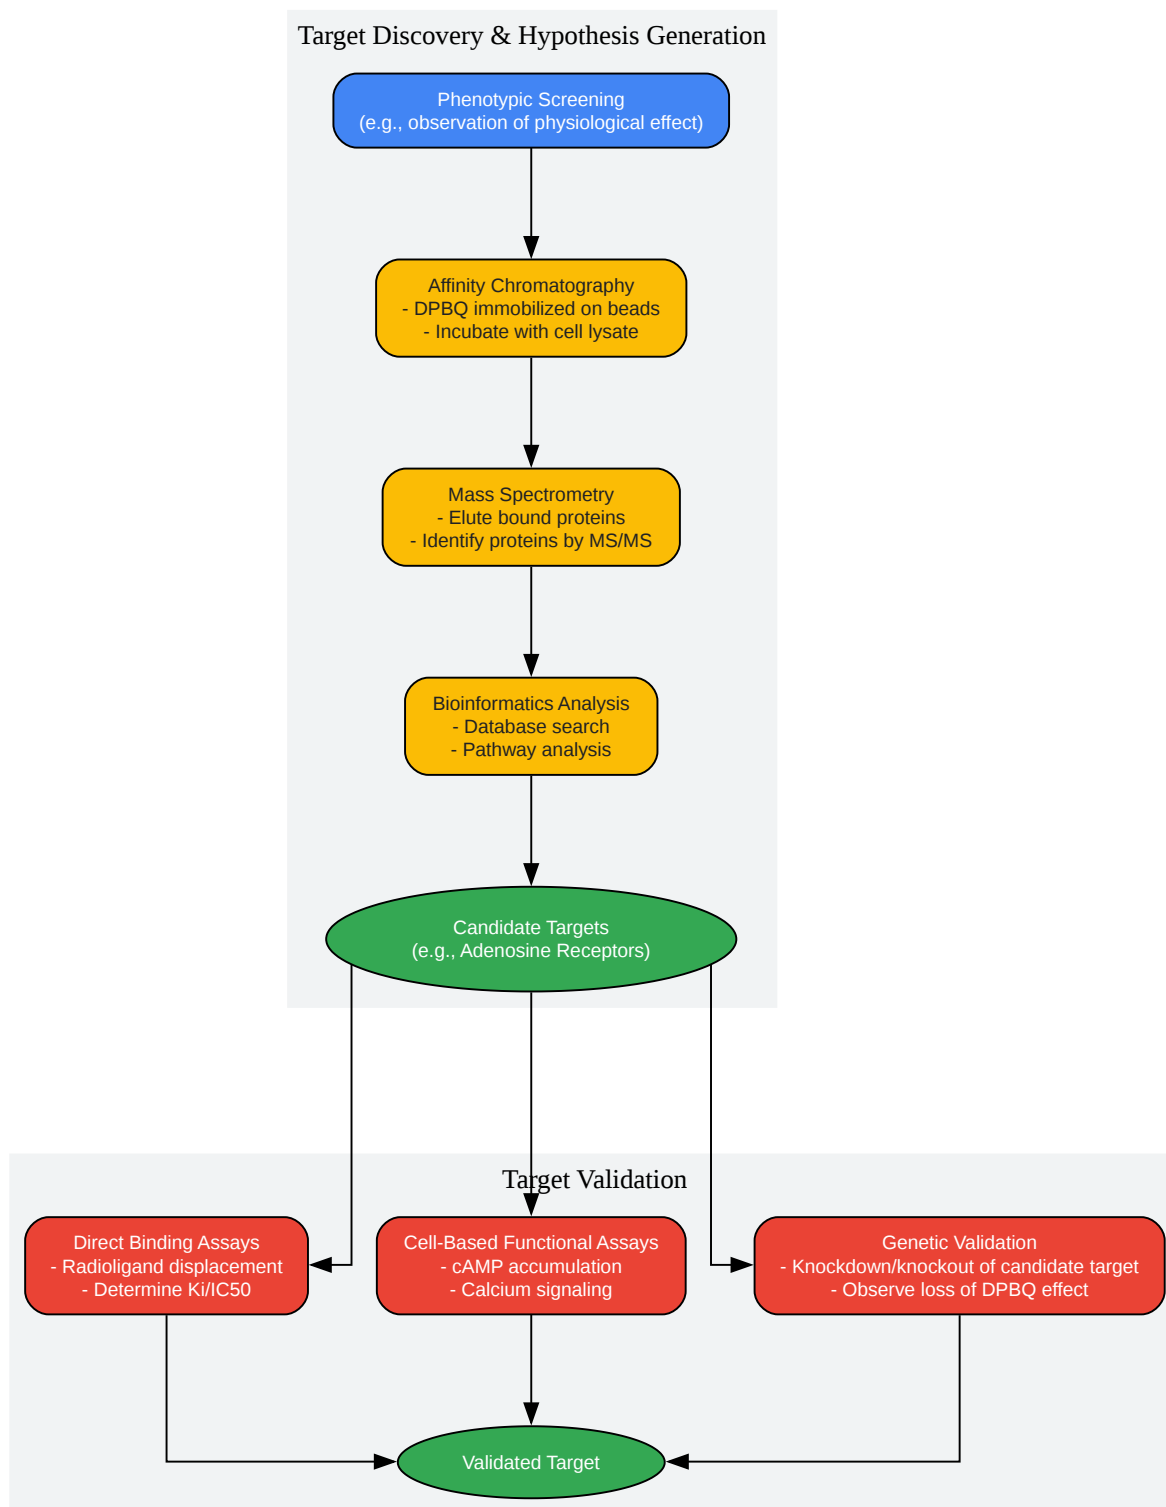 Target Discovery & Hypothesis Generation
Phenotypic Screening
(e.g., observation of physiological effect)
Affinity Chromatography
- DPBQ immobilized on beads
- Incubate with cell lysate
Mass Spectrometry
- Elute bound proteins
- Identify proteins by MS/MS
Bioinformatics Analysis
- Database search
- Pathway analysis
Candidate Targets
(e.g., Adenosine Receptors)
Target Validation
Direct Binding Assays
- Radioligand displacement
- Determine Ki/IC50
Cell-Based Functional Assays
- cAMP accumulation
- Calcium signaling
Genetic Validation
- Knockdown/knockout of candidate target
- Observe loss of DPBQ effect
Validated Target